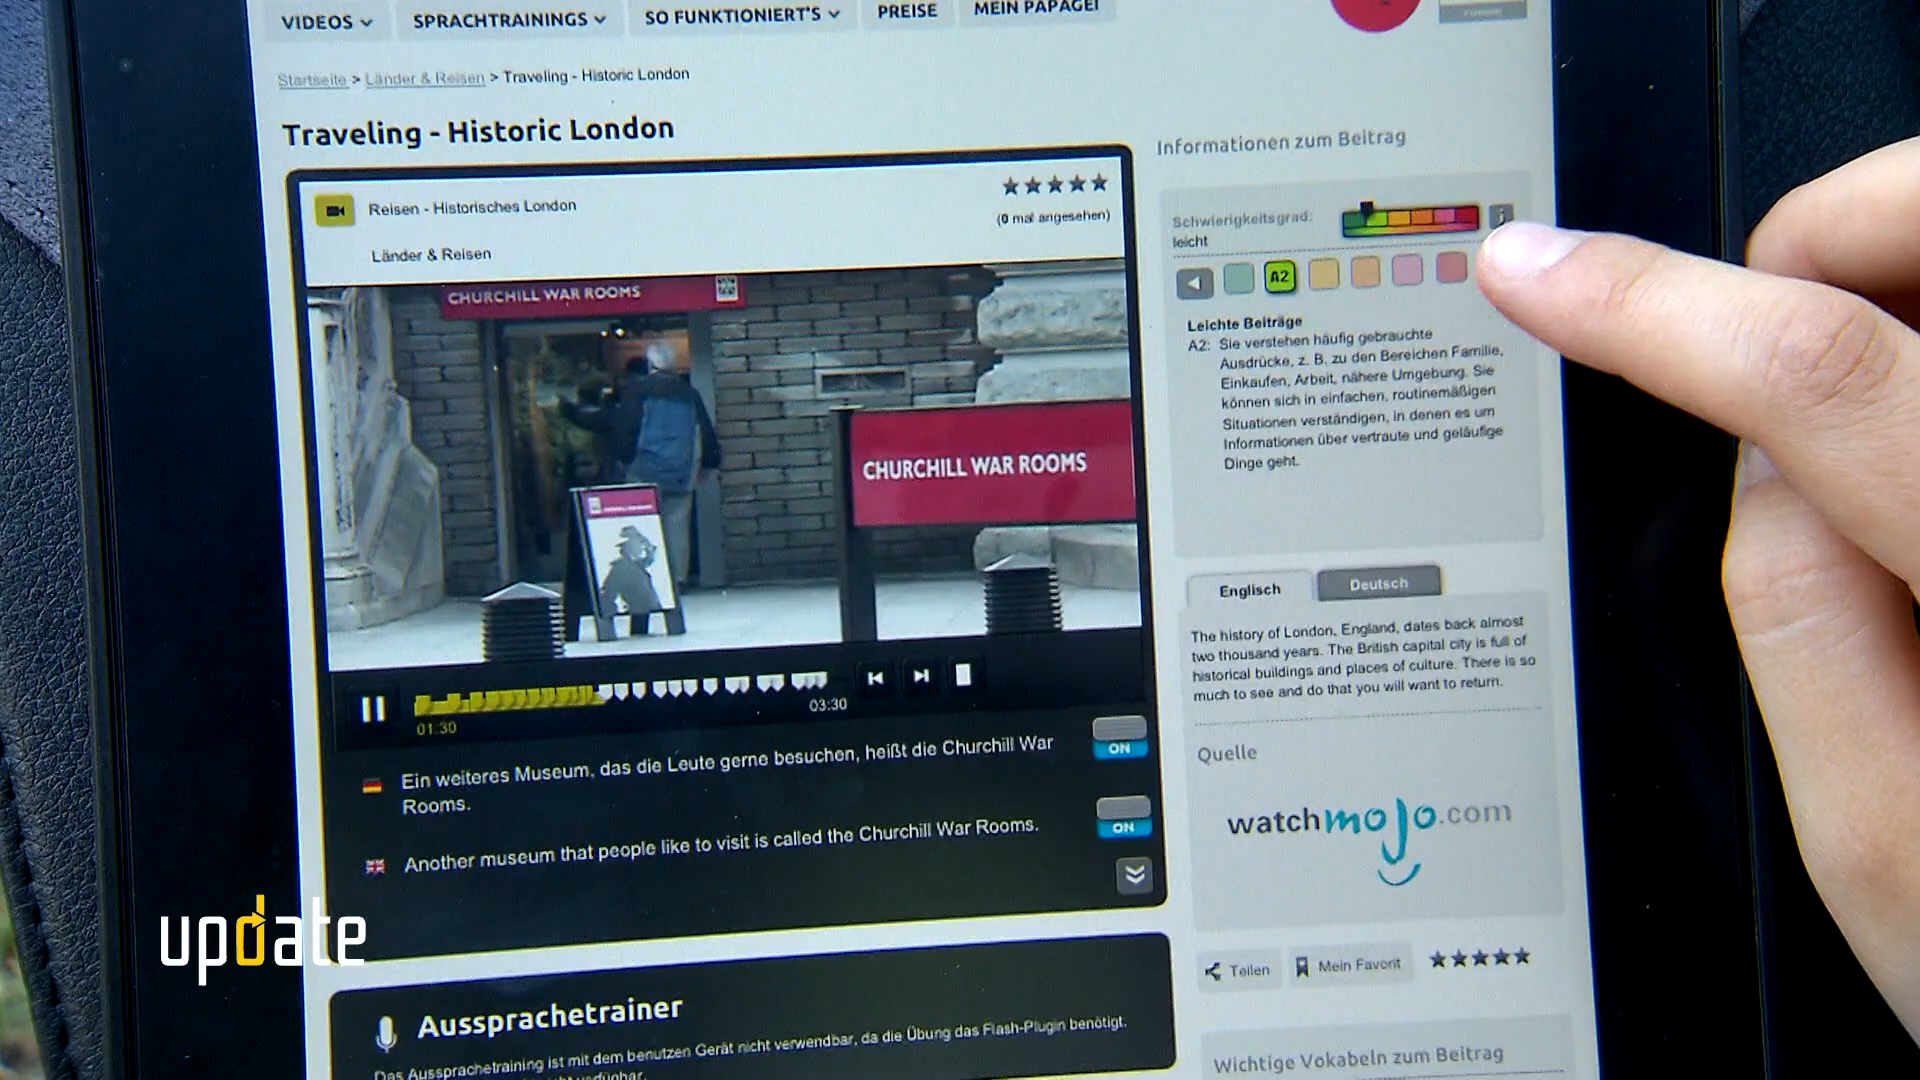 VIDEOS
SPRACHTRAININGS
SO FUNKTIONIERT'S
PREISE
MEIN PAPAGEI
Startseite > Länder & Reisen > Traveling - Historic London
Traveling - Historic London
Reisen - Historisches London
(0 mal angesehen)
Länder & Reisen
CHURCHILL WAR ROOMS
CHURCHILL WAR ROOMS
01:30
03:30
Ein weiteres Museum, das die Leute gerne besuchen, heißt die Churchill War
Rooms.
ON
Another museum that people like to visit is called the Churchill War Rooms.
ON
Aussprachetrainer
Das Aussprachetraining ist mit dem benutzen Gerät nicht verwendbar, da die Übung das Flash-Plugin benötigt.
Informationen zum Beitrag
Schwierigkeitsgrad:
leicht
i
A2
Leichte Beiträge
A2: Sie verstehen häufig gebrauchte
Ausdrücke, z. B. zu den Bereichen Familie,
Einkaufen, Arbeit, nähere Umgebung. Sie
können sich in einfachen, routinemäßigen
Situationen verständigen, in denen es um
Informationen über vertraute und geläufige
Dinge geht.
Englisch
Deutsch
The history of London, England, dates back almost
two thousand years. The British capital city is full of
historical buildings and places of culture. There is so
much to see and do that you will want to return.
Quelle
watchmojo.com
Teilen
Mein Favorit
Wichtige Vokabeln zum Beitrag
update